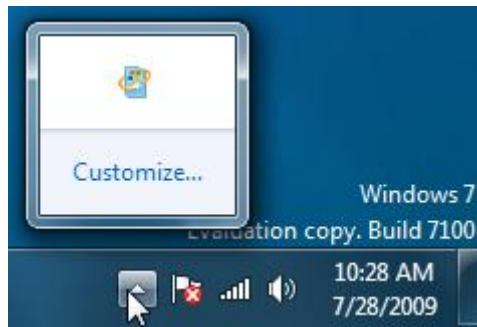 Customize...
Windows 7
Evaluation copy. Build 7100
10:28 AM
7/28/2009